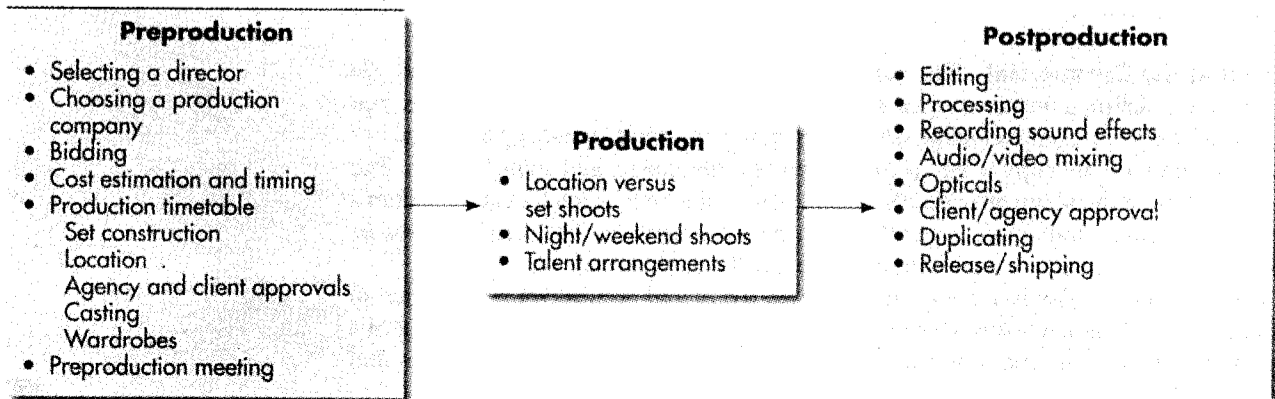 Preproduction
• Selecting a director
• Choosing a production
company
• Bidding
• Cost estimation and timing
• Production timetable
Set construction
Location
Agency and client approvals
Casting
Wardrobes
• Preproduction meeting
Production
• Location versus
set shoots
• Night/weekend shoots
• Talent arrangements
Postproduction
• Editing
• Processing
• Recording sound effects
• Audio/video mixing
• Opticals
• Client/agency approval
• Duplicating
• Release/shipping